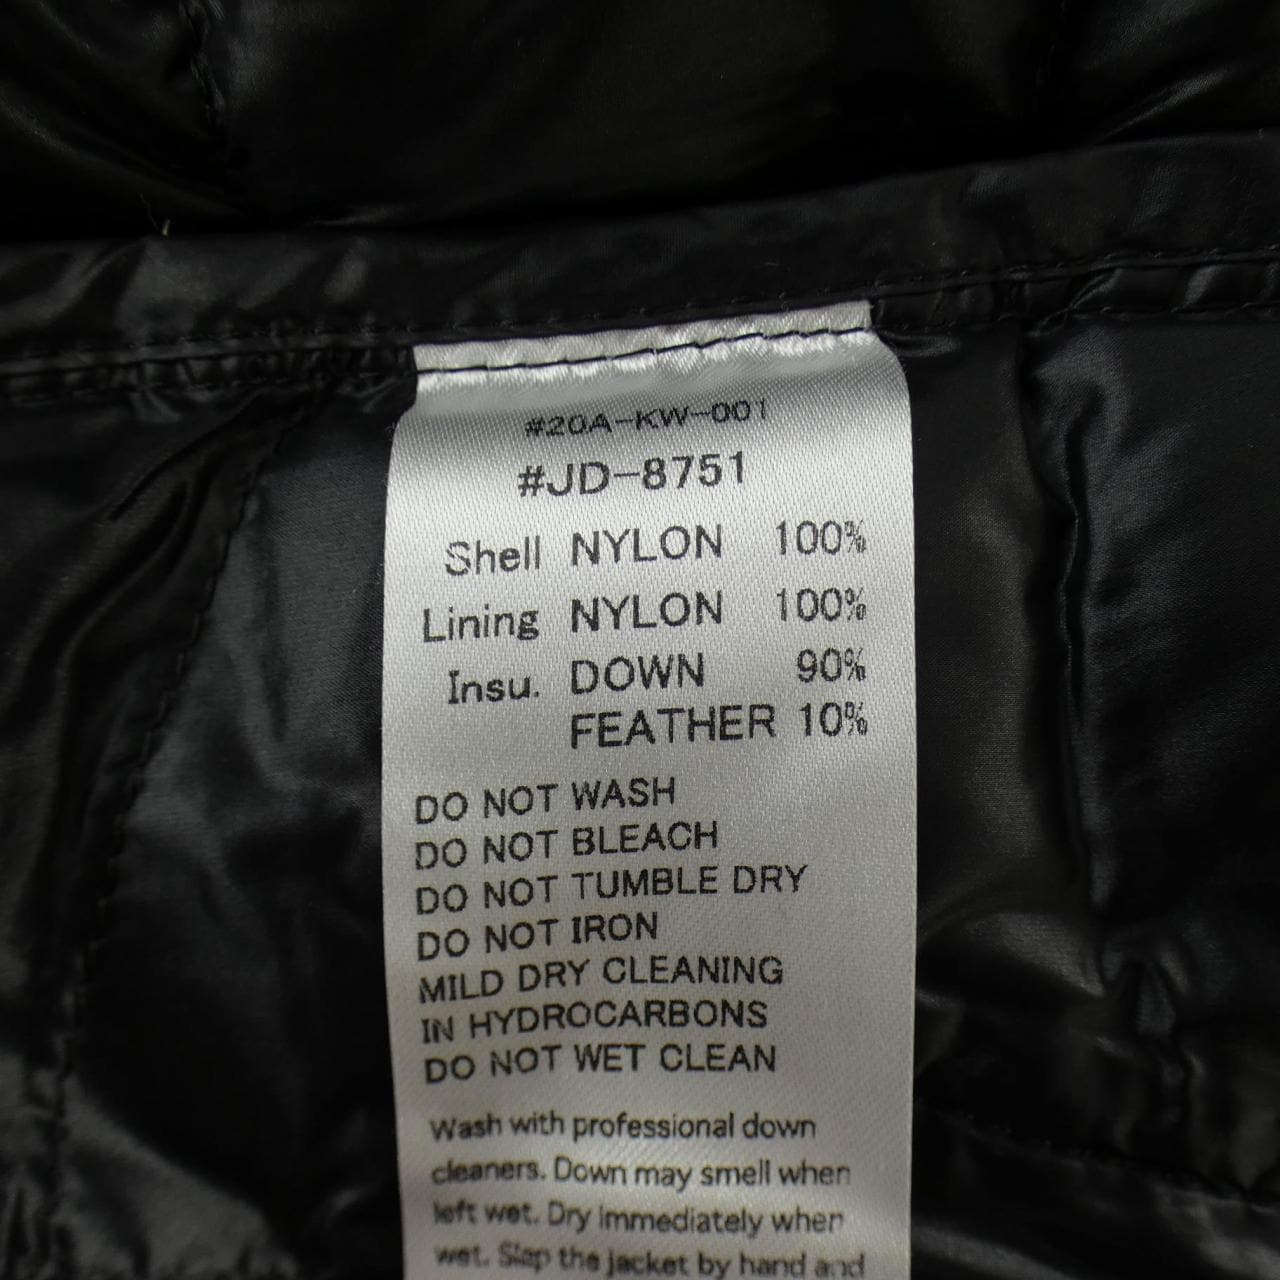 #20A-KW-001
#JD-8751
Shell NYLON 100%
Lining NYLON 100%
Insu. DOWN 90%
FEATHER 10%
DO NOT WASH
DO NOT BLEACH
DO NOT TUMBLE DRY
DO NOT IRON
MILD DRY CLEANING
IN HYDROCARBONS
DO NOT WET CLEAN
Wash with professional down
cleaners. Down may smell when
left wet. Dry immediately when
wet. Slap the jacket by hand and